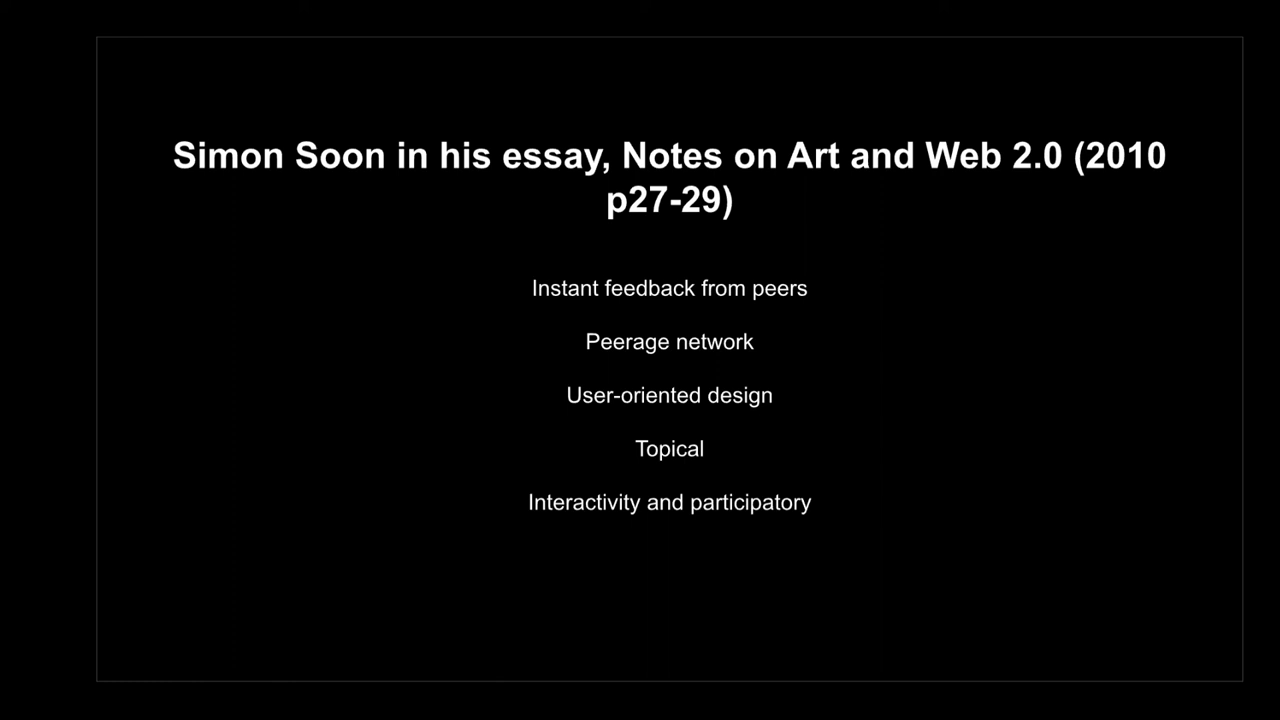 Simon Soon in his essay, Notes on Art and Web 2.0 (2010
p27-29)
Instant feedback from peers
Peerage network
User-oriented design
Topical
Interactivity and participatory